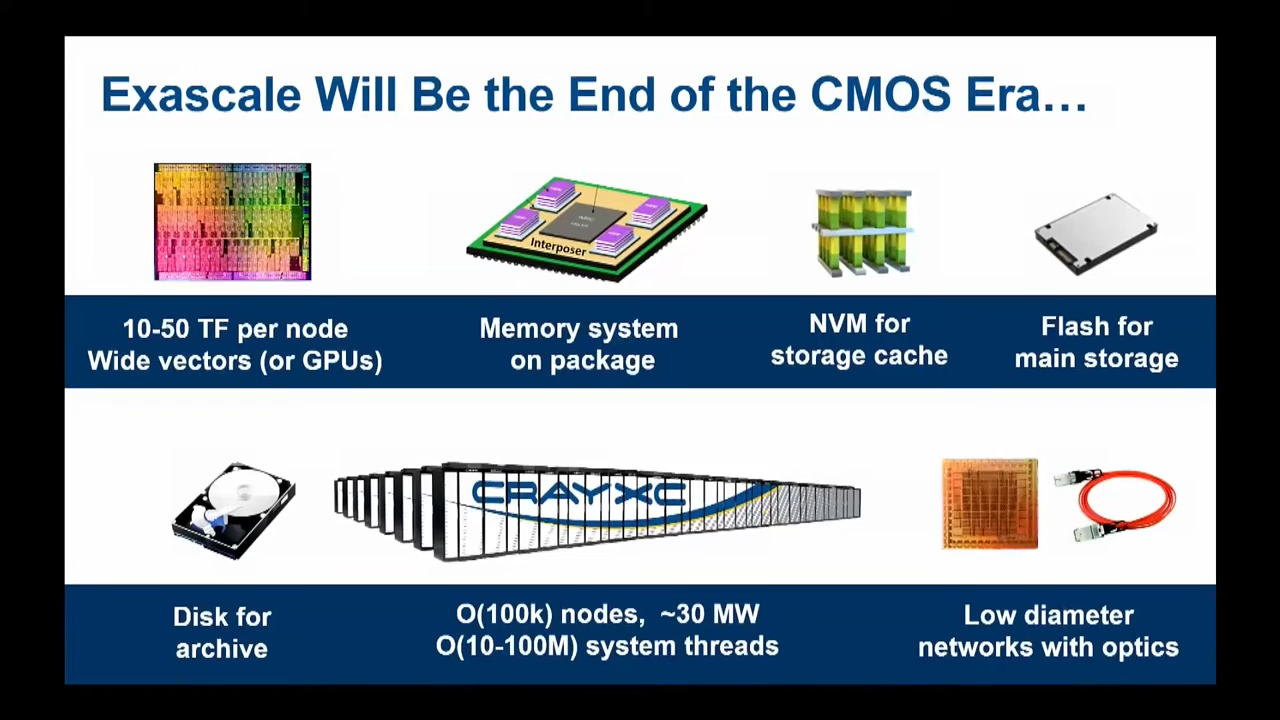 Exascale Will Be the End of the CMOS Era…
Interposer
10-50 TF per node
Wide vectors (or GPUs)
Memory system
on package
NVM for
storage cache
Flash for
main storage
CRAY XC
Disk for
archive
O(100k) nodes, ~30 MW
O(10-100M) system threads
Low diameter
networks with optics